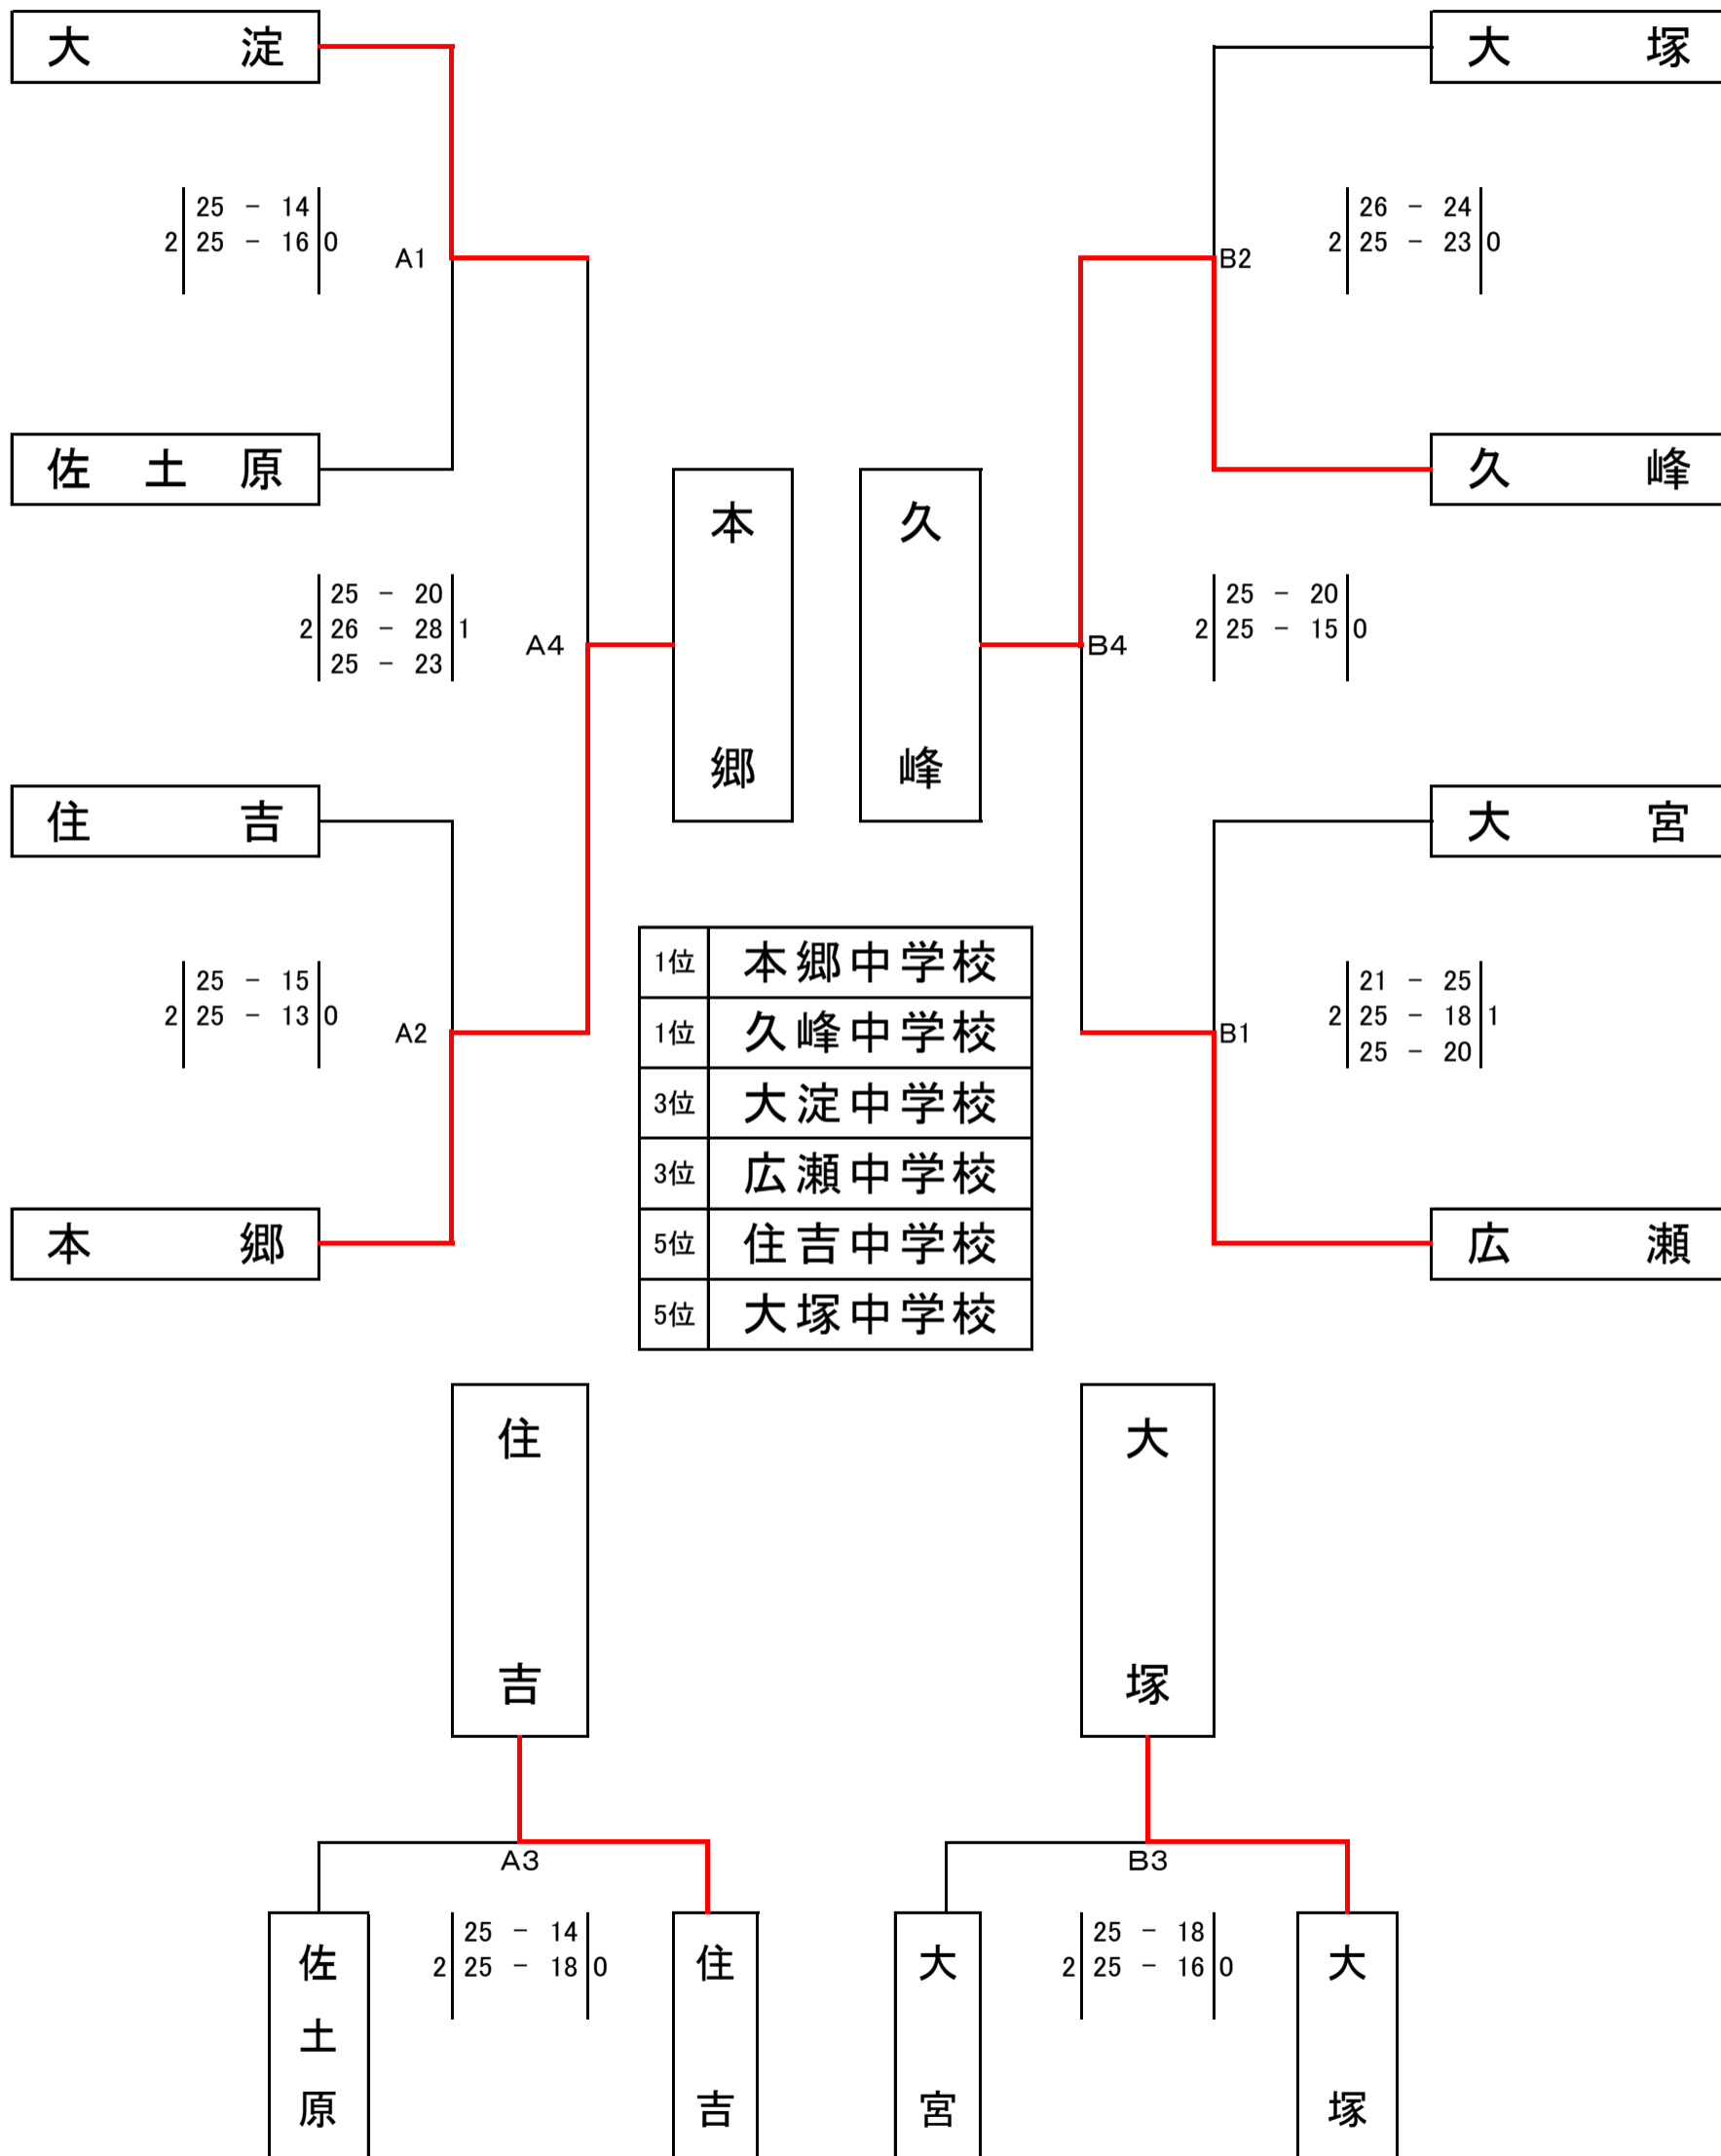 大淀
大塚
25 - 14
2 25 - 16 0
A1
B2
26 - 24
2 25 - 23 0
佐土原
久峰
本郷
久峰
25 - 20
2 26 - 28 1
25 - 23
A4
B4
25 - 20
2 25 - 15 0
住吉
大宮
25 - 15
2 25 - 13 0
A2
B1
21 - 25
2 25 - 18 1
25 - 20
1位 本郷中学校
1位 久峰中学校
3位 大淀中学校
3位 広瀬中学校
5位 住吉中学校
5位 大塚中学校
本郷
広瀬
住吉
大塚
A3
B3
佐土原
25 - 14
2 25 - 18 0
住吉
大宮
25 - 18
2 25 - 16 0
大塚